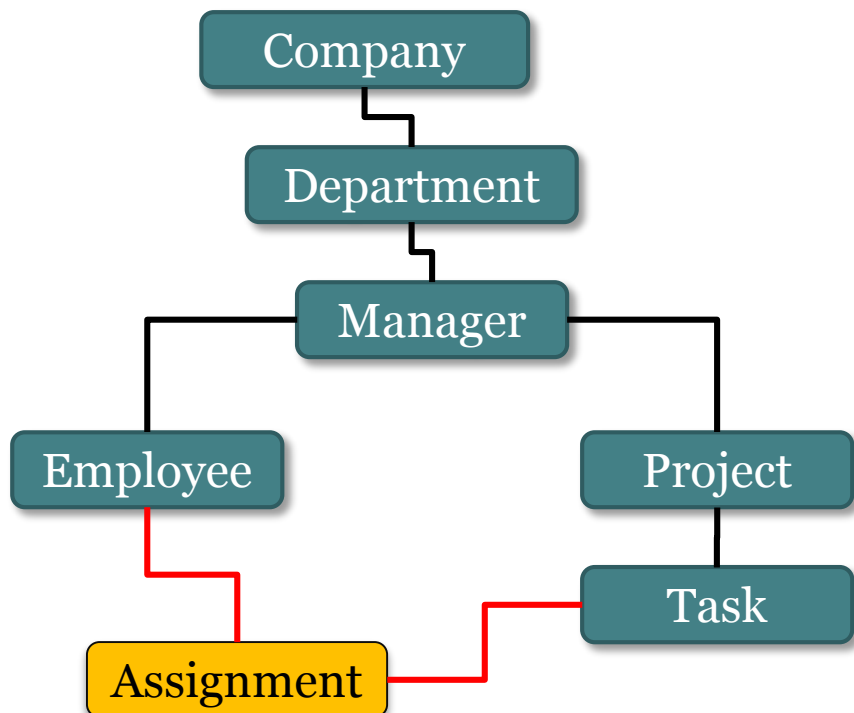 Company
Department
Manager
Employee
Project
Task
Assignment